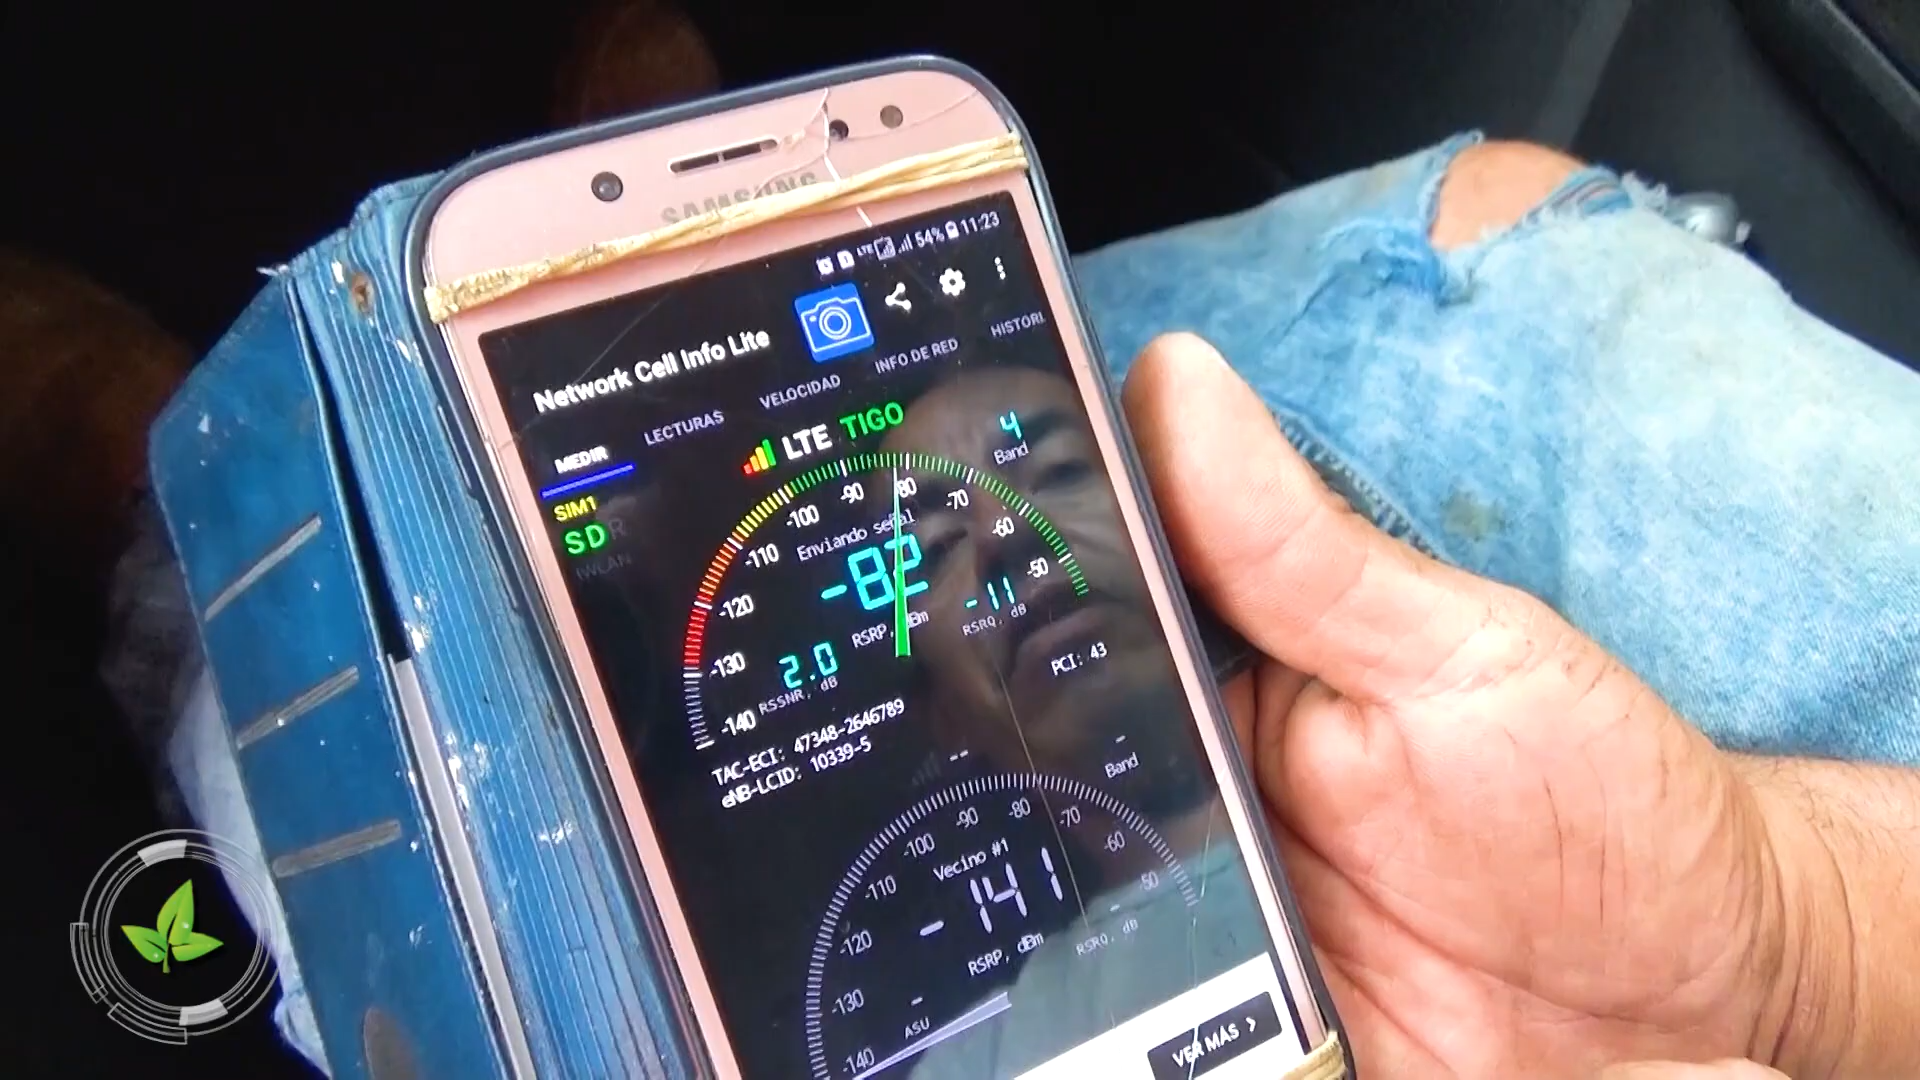 SAMSUNG
LTE 54% 11:23
Network Cell Info Lite
MEDIR LECTURAS VELOCIDAD INFO.DE RED HISTORI
SIM1
SD
IWLAN
LTE TIGO
4
Band
-140 -130 -120 -110 -100 -90 -80 -70 -60 -50
Enviando señal
-82
RSRP, dBm
-11
RSRQ, dB
2.0
RSSNR, dB
PCI: 43
TAC-ECI: 47348-2646789
eNB-LCID: 10339-5
--
-
Band
-140 -130 -120 -110 -100 -90 -80 -70 -60 -50
Vecino #1
-141
RSRP, dBm
-
RSRQ, dB
-
ASU
VER MÁS >